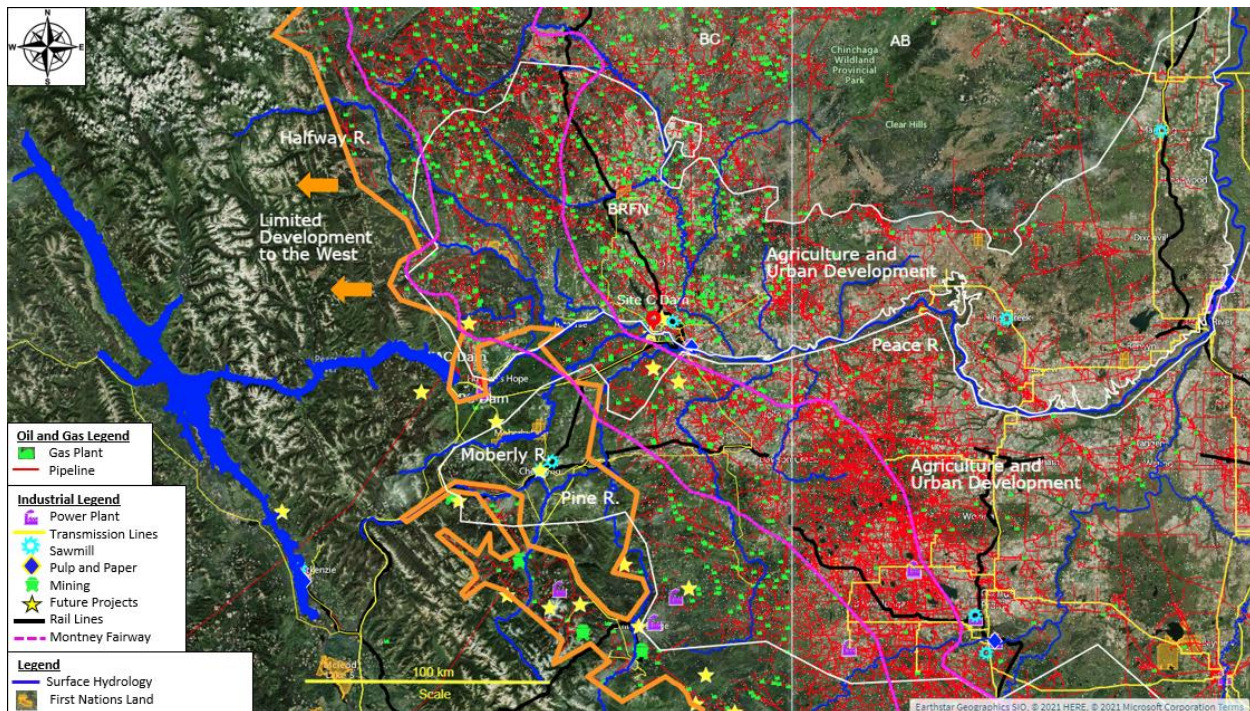 N
W E
S
BC
AB
Chinchaga
Wildland
Provincial
Park
Clear Hills
Halfway R.
Limited
Development
to the West
BRFN
Agriculture and
Urban Development
Site C Dam
Peace R.
River
Dam
Hope
Dam
Moberly R.
Pine R.
Agriculture and
Urban Development
Oil and Gas Legend
Gas Plant
Pipeline
Industrial Legend
Power Plant
Transmission Lines
Sawmill
Pulp and Paper
Mining
Future Projects
Rail Lines
Montney Fairway
Legend
Surface Hydrology
First Nations Land
100 km
Scale
Earthstar Geographics SIO, © 2021 HERE, © 2021 Microsoft Corporation Terms